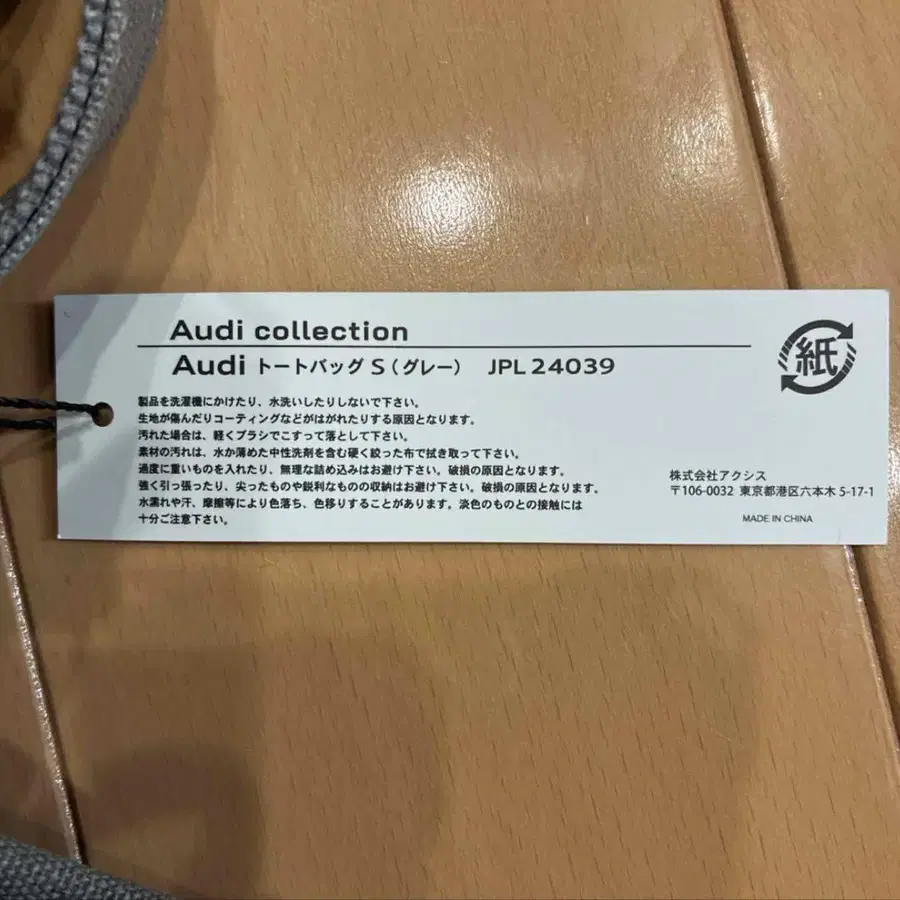 Audi collection
Audi トートバッグ S（グレー） JPL 24039
紙
製品を洗濯機にかけたり、水洗いしたりしないで下さい。
生地が傷んだりコーティングなどがはがれたりする原因となります。
汚れた場合は、軽くブラシでこすって落として下さい。
素材の汚れは、水か薄めた中性洗剤を含む硬く絞った布で拭き取って下さい。
過度に重いものを入れたり、無理な詰め込みはお避け下さい。破損の原因となります。
強く引っ張ったり、尖ったものや鋭利なものの収納はお避け下さい。破損の原因となります。
水濡れや汗、摩擦等により色落ち、色移りすることがあります。淡色のものとの接触には
十分ご注意下さい。
株式会社アクシス
〒106-0032 東京都港区六本木 5-17-1
MADE IN CHINA